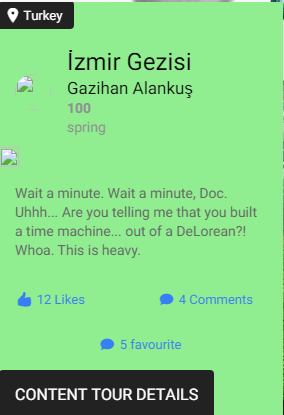 Turkey
İzmir Gezisi
Gazihan Alankuş
100
spring
Wait a minute. Wait a minute, Doc.
Uhhh... Are you telling me that you built
a time machine... out of a DeLorean?!
Whoa. This is heavy.
12 Likes
4 Comments
5 favourite
CONTENT TOUR DETAILS